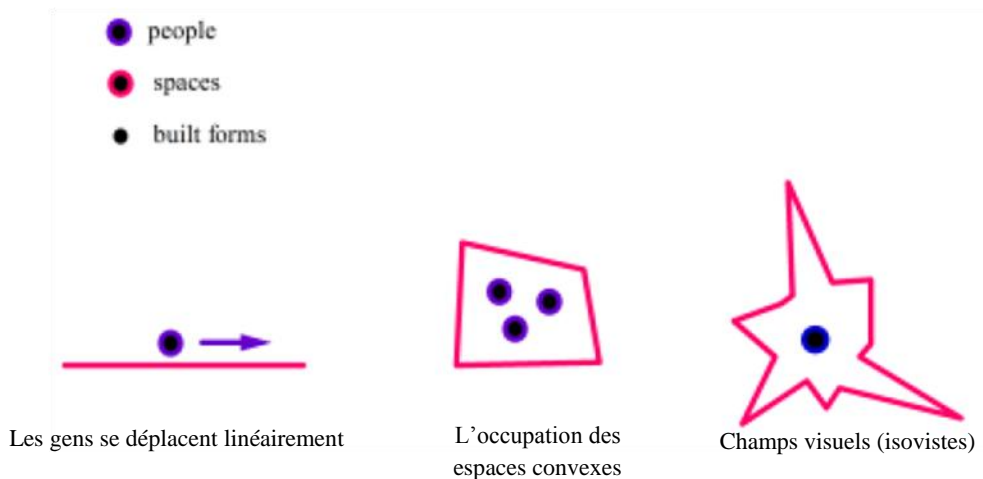 people
spaces
built forms
Les gens se déplacent linéairement
L'occupation des
espaces convexes
Champs visuels (isovistes)